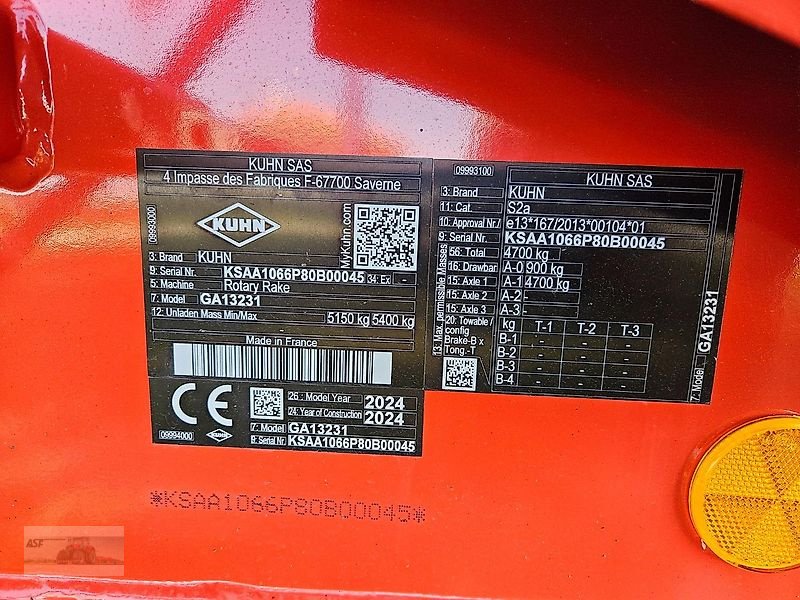 KUHN SAS
4 Impasse des Fabriques F-67700 Saverne
09993000
KUHN
MyKuhn.com
3: Brand KUHN
9: Serial Nr. KSAA1066P80B00045 34: Ex -
5: Machine Rotary Rake
7: Model GA13231
12: Unladen Mass Min/Max 5150 kg 5400 kg
Made in France
CE
09994000
KUHN
26: Model Year 2024
24: Year of Construction 2024
7: Model GA13231
9: Serial Nr. KSAA1066P80B00045
09993100
KUHN SAS
3: Brand KUHN
11: Cat. S2a
10: Approval Nr./ e13*167/2013*00104*01
9: Serial Nr. KSAA1066P80B00045
13: Max. permissible Masses
56: Total 4700 kg
16: Drawbar A-0 900 kg
15: Axle 1 A-1 4700 kg
15: Axle 2 A-2 -
15: Axle 3 A-3 -
20: Towable / config kg T-1 T-2 T-3
Brake-B x B-1 - - -
Tong.-T B-2 - - -
B-3 - - -
B-4 - - -
7: Model GA13231
*KSAA1066P80B00045*
ASF